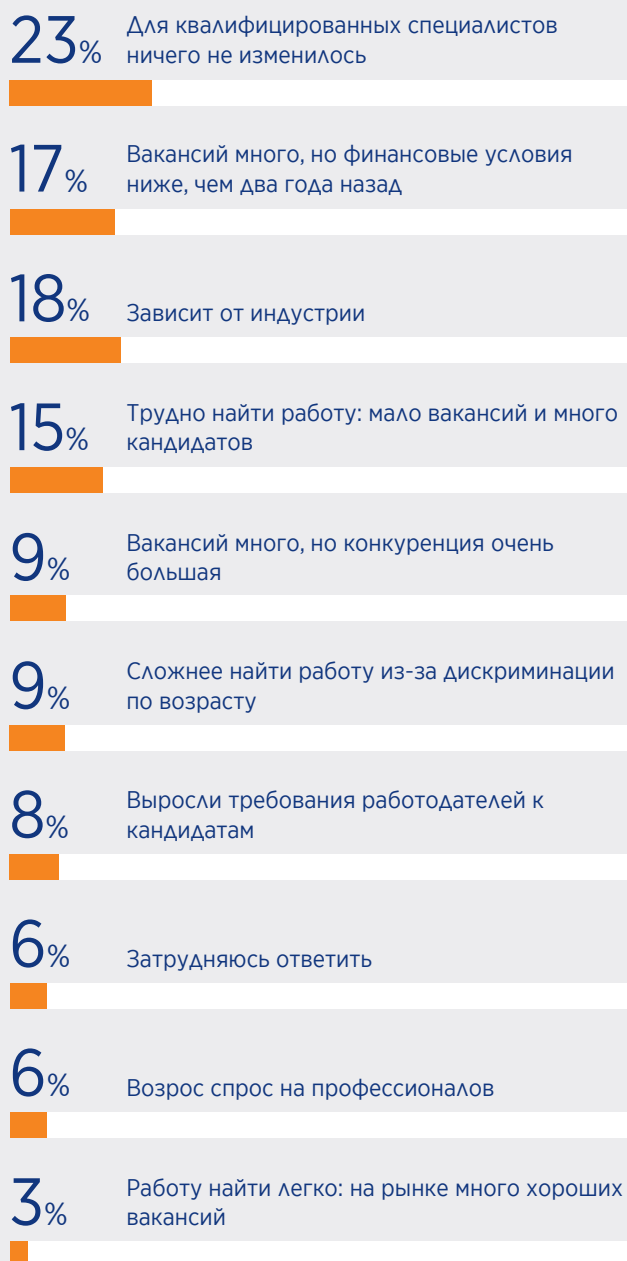 23% Для квалифицированных специалистов
ничего не изменилось
17% Вакансий много, но финансовые условия
ниже, чем два года назад
18% Зависит от индустрии
15% Трудно найти работу: мало вакансий и много
кандидатов
9% Вакансий много, но конкуренция очень
большая
9% Сложнее найти работу из-за дискриминации
по возрасту
8% Выросли требования работодателей к
кандидатам
6% Затрудняюсь ответить
6% Возрос спрос на профессионалов
3% Работу найти легко: на рынке много хороших
вакансий